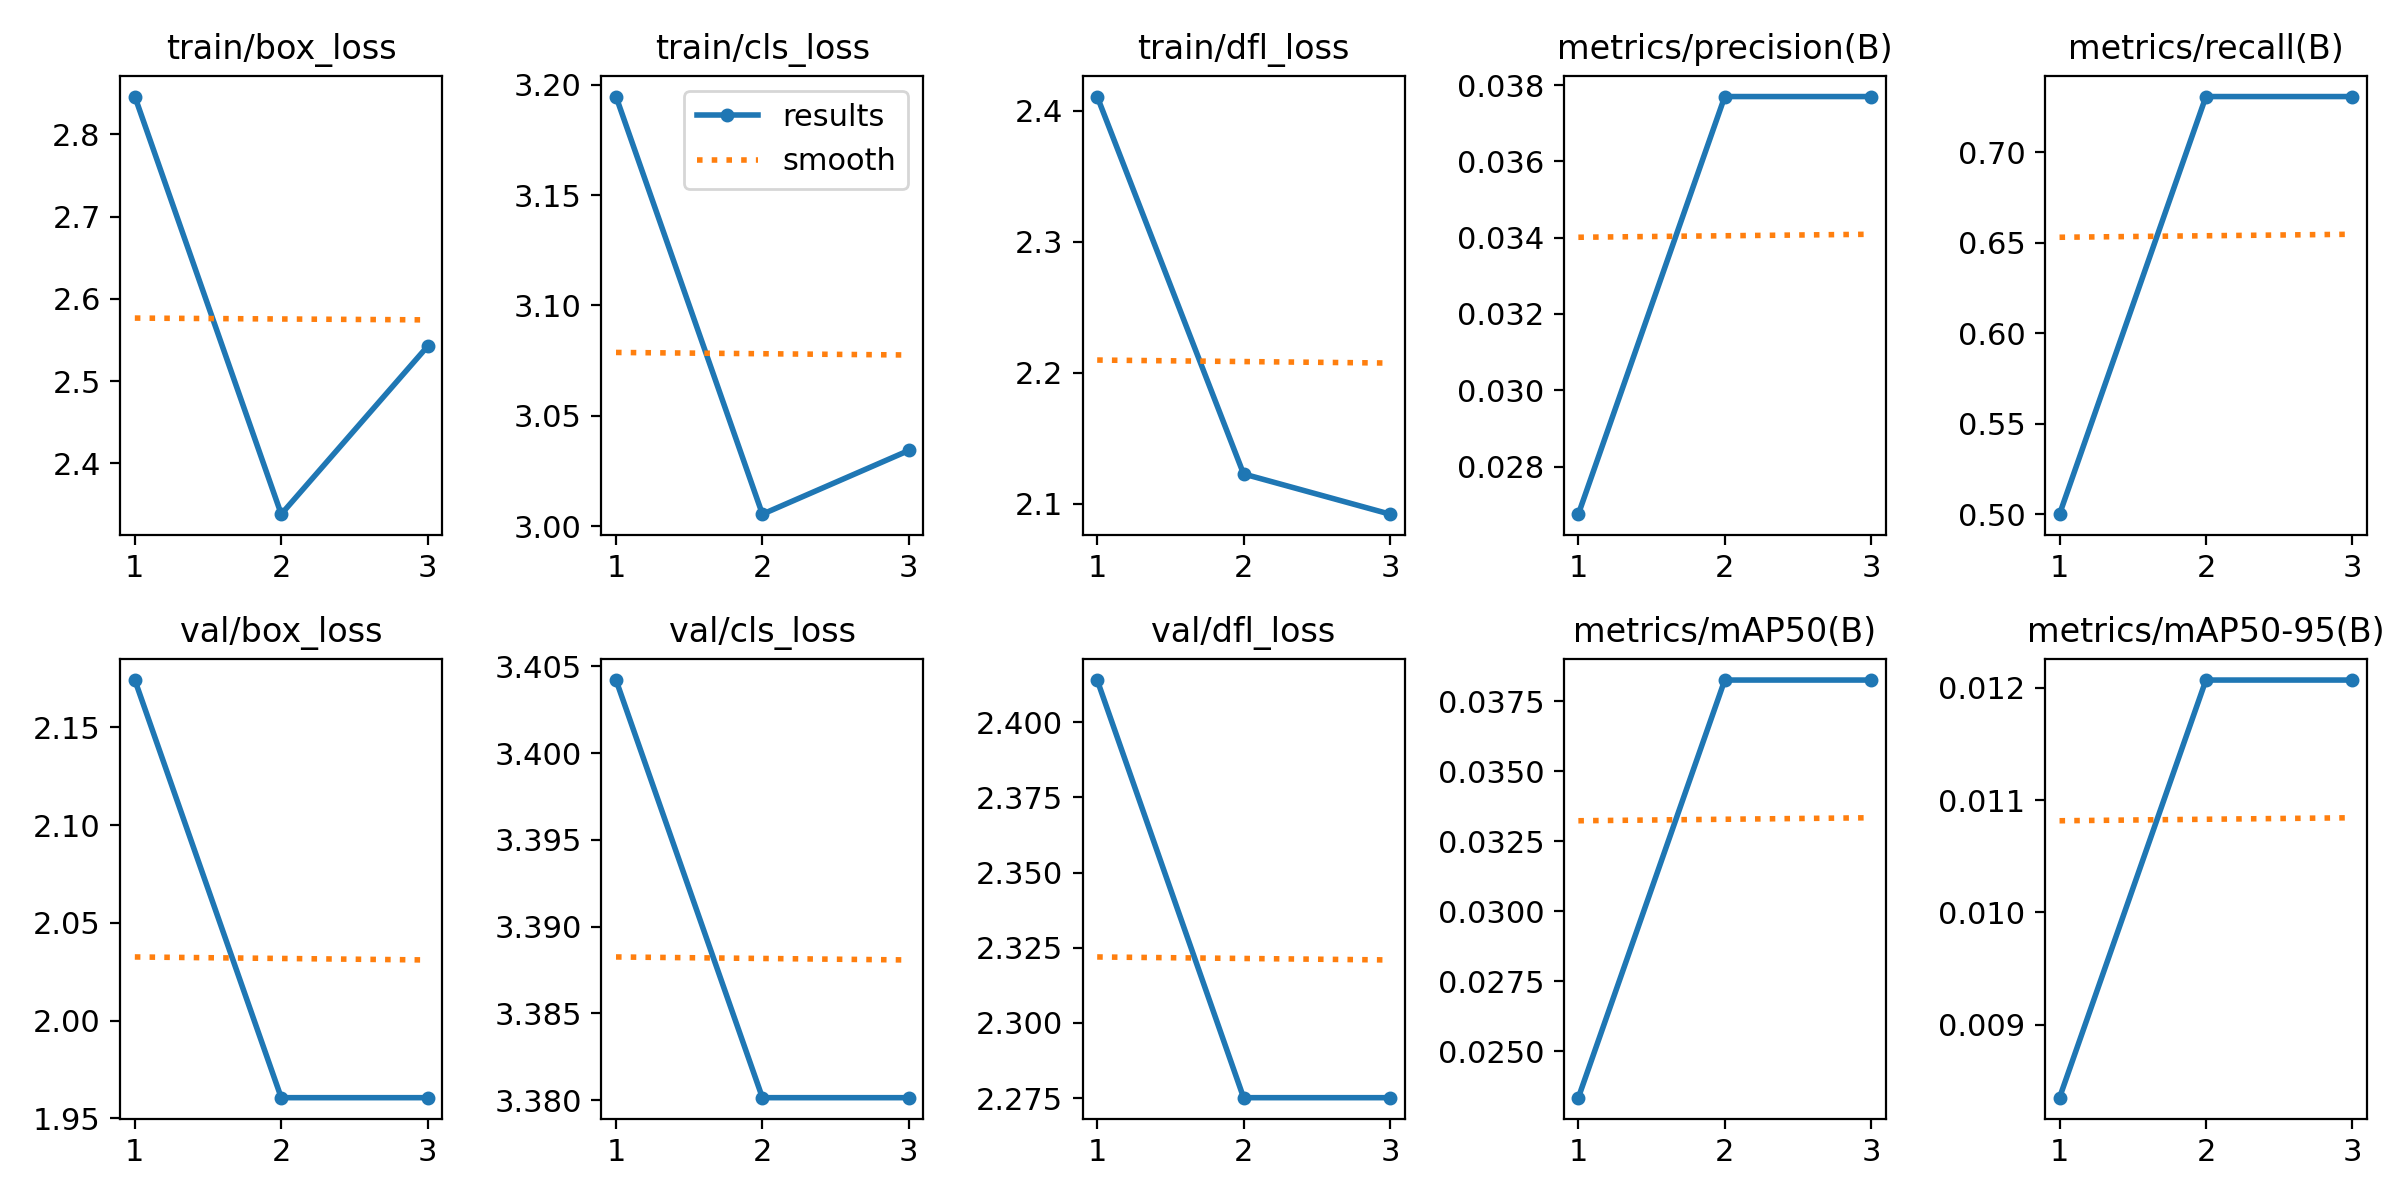 train/box_loss
2.8
2.7
2.6
2.5
2.4
1 2 3
train/cls_loss
3.20
3.15
3.10
3.05
3.00
results
smooth
1 2 3
train/dfl_loss
2.4
2.3
2.2
2.1
1 2 3
metrics/precision(B)
0.038
0.036
0.034
0.032
0.030
0.028
1 2 3
metrics/recall(B)
0.70
0.65
0.60
0.55
0.50
1 2 3
val/box_loss
2.15
2.10
2.05
2.00
1.95
1 2 3
val/cls_loss
3.405
3.400
3.395
3.390
3.385
3.380
1 2 3
val/dfl_loss
2.400
2.375
2.350
2.325
2.300
2.275
1 2 3
metrics/mAP50(B)
0.0375
0.0350
0.0325
0.0300
0.0275
0.0250
1 2 3
metrics/mAP50-95(B)
0.012
0.011
0.010
0.009
1 2 3